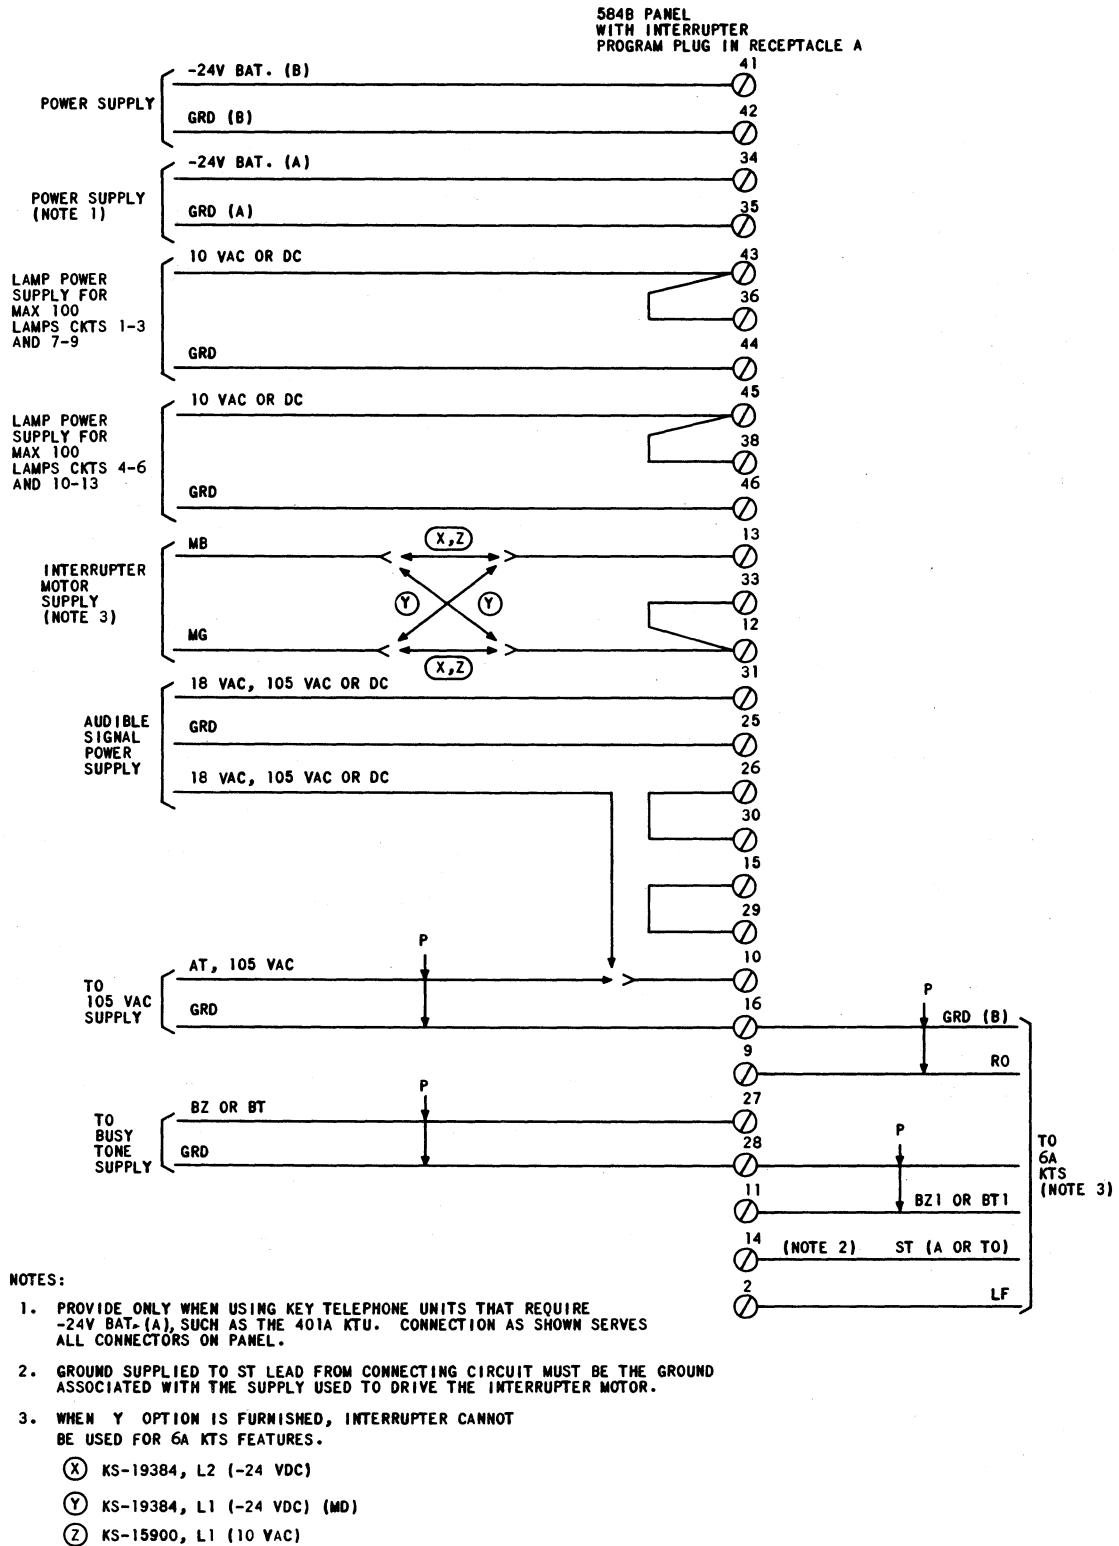 584B PANEL
WITH INTERRUPTER
PROGRAM PLUG IN RECEPTACLE A
POWER SUPPLY
-24V BAT. (B)
41
GRD (B)
42
POWER SUPPLY
(NOTE 1)
-24V BAT. (A)
34
GRD (A)
35
LAMP POWER
SUPPLY FOR
MAX 100
LAMPS CKTS 1-3
AND 7-9
10 VAC OR DC
43
36
GRD
44
LAMP POWER
SUPPLY FOR
MAX 100
LAMPS CKTS 4-6
AND 10-13
10 VAC OR DC
45
38
GRD
46
INTERRUPTER
MOTOR
SUPPLY
(NOTE 3)
MB
X,Z
13
33
Y
Y
12
MG
X,Z
AUDIBLE
SIGNAL
POWER
SUPPLY
18 VAC, 105 VAC OR DC
31
GRD
25
18 VAC, 105 VAC OR DC
26
30
15
29
TO
105 VAC
SUPPLY
AT, 105 VAC
P
10
GRD
16
P
GRD (B)
9
RO
TO
BUSY
TONE
SUPPLY
BZ OR BT
P
27
GRD
28
P
11
BZ1 OR BT1
14
(NOTE 2)
ST (A OR TO)
2
LF
TO
6A
KTS
(NOTE 3)
NOTES:
1. PROVIDE ONLY WHEN USING KEY TELEPHONE UNITS THAT REQUIRE
-24V BAT. (A), SUCH AS THE 401A KTU. CONNECTION AS SHOWN SERVES
ALL CONNECTORS ON PANEL.
2. GROUND SUPPLIED TO ST LEAD FROM CONNECTING CIRCUIT MUST BE THE GROUND
ASSOCIATED WITH THE SUPPLY USED TO DRIVE THE INTERRUPTER MOTOR.
3. WHEN Y OPTION IS FURNISHED, INTERRUPTER CANNOT
BE USED FOR 6A KTS FEATURES.
X KS-19384, L2 (-24 VDC)
Y KS-19384, L1 (-24 VDC) (MD)
Z KS-15900, L1 (10 VAC)